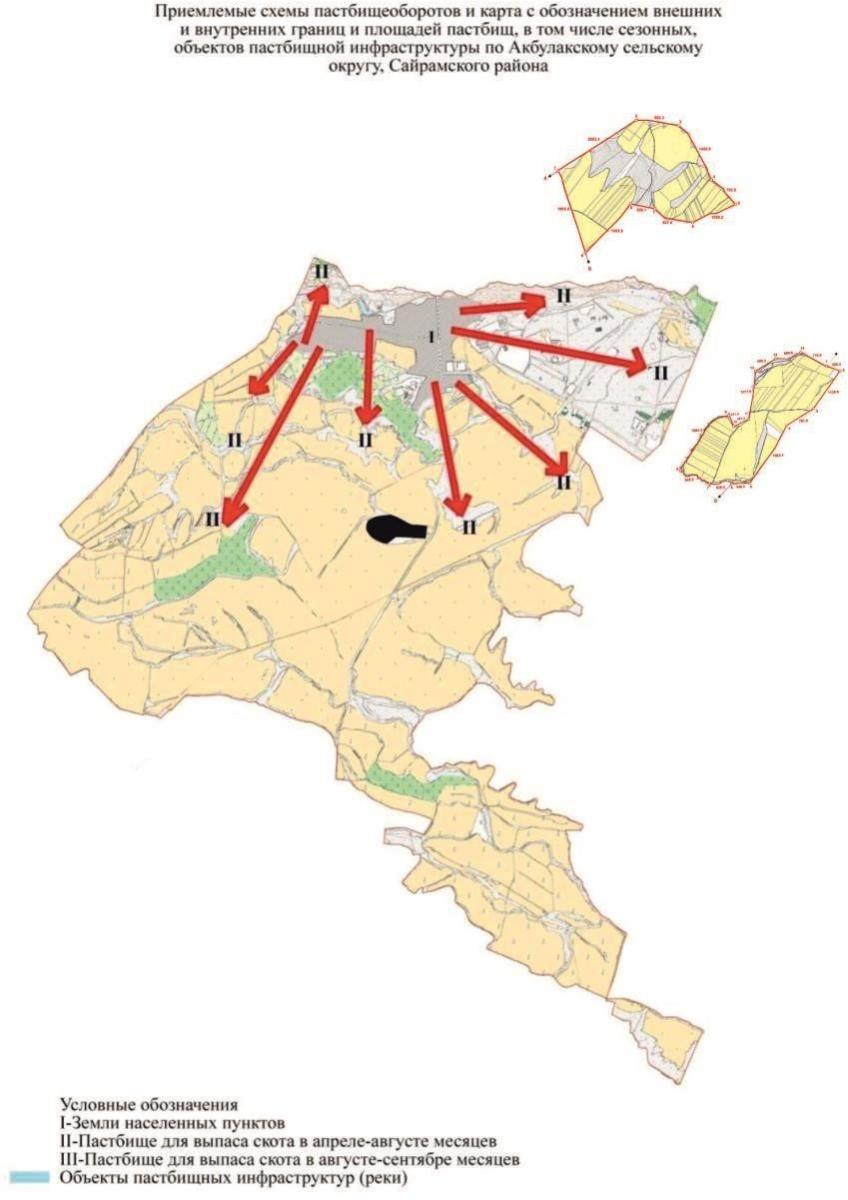 Приемлемые схемы пастбищеоборотов и карта с обозначением внешних
и внутренних границ и площадей пастбищ, в том числе сезонных,
объектов пастбищной инфраструктуры по Акбулакскому сельскому
округу, Сайрамского района
II
II
I
II
II
II
II
II
II
Условные обозначения
I-Земли населенных пунктов
II-Пастбище для выпаса скота в апреле-августе месяцев
III-Пастбище для выпаса скота в августе-сентябре месяцев
Объекты пастбищных инфраструктур (реки)